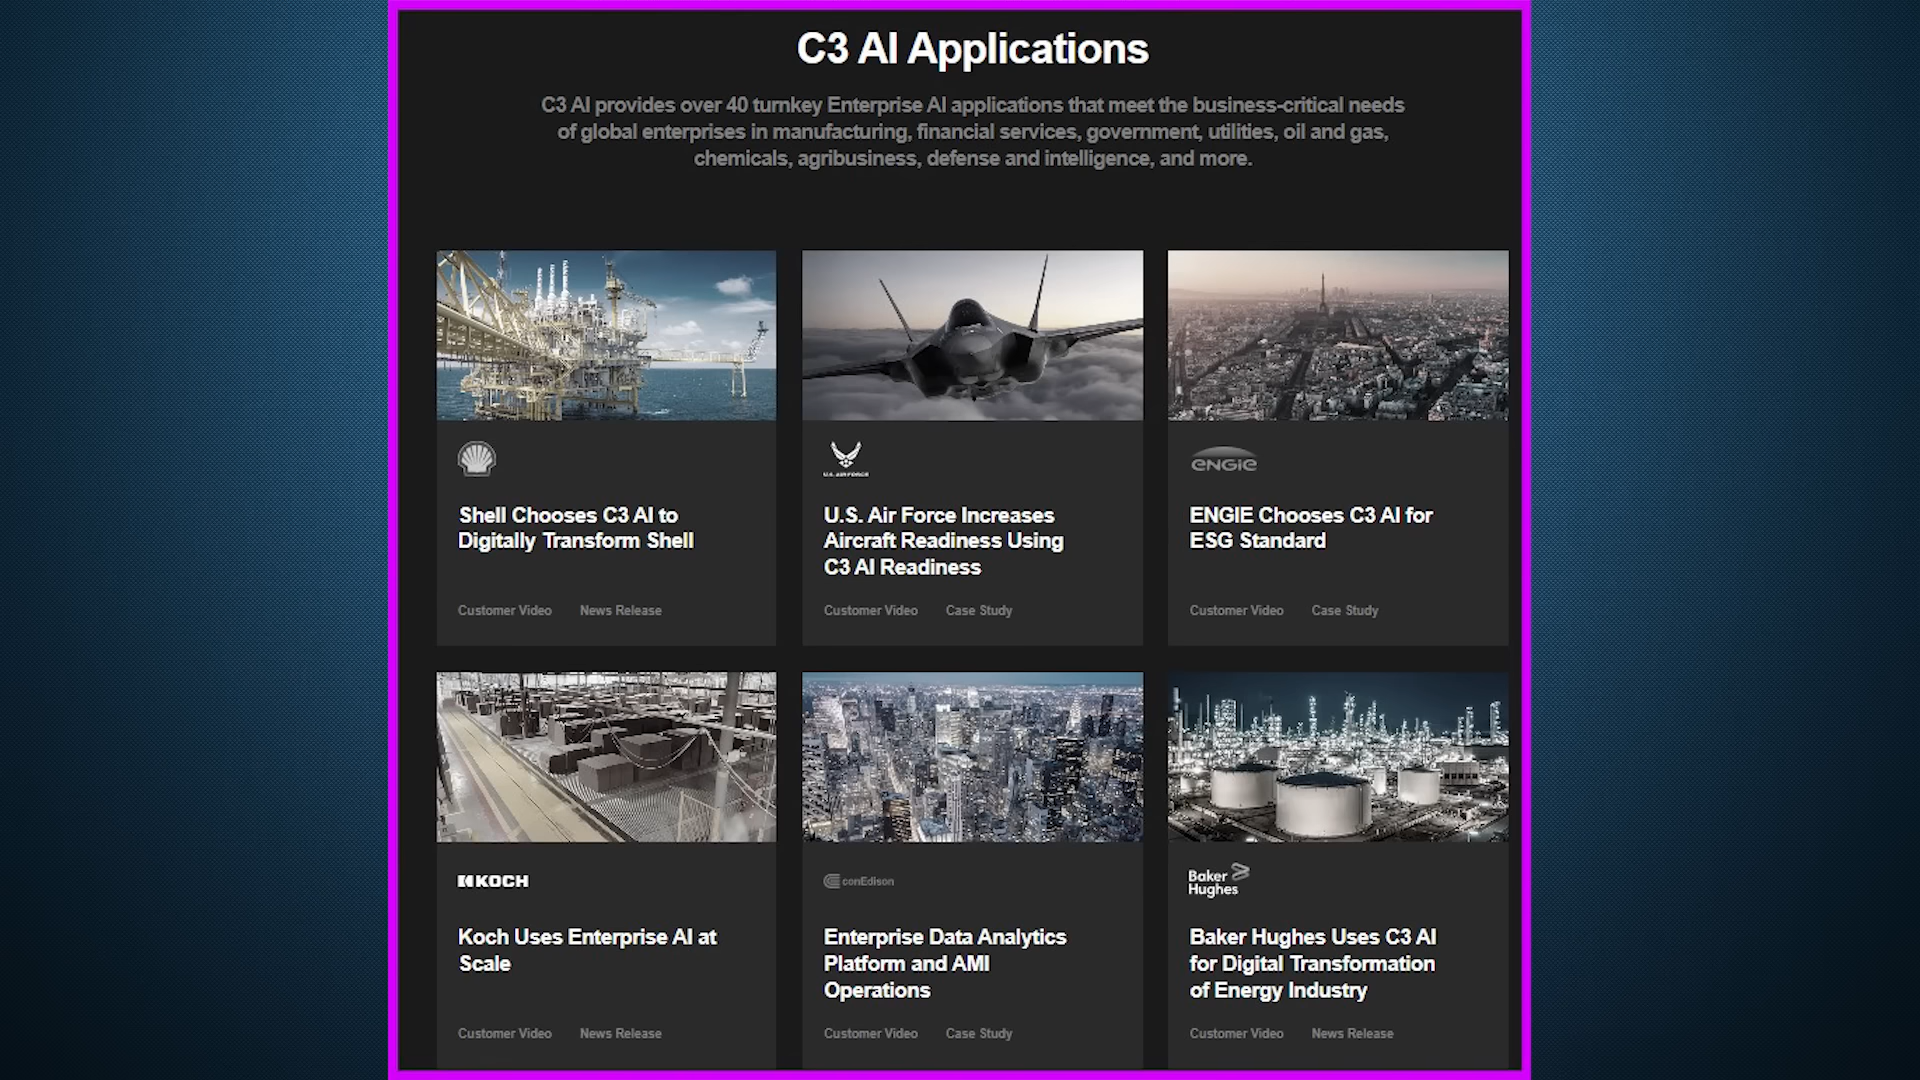 C3 AI Applications
C3 AI provides over 40 turnkey Enterprise AI applications that meet the business-critical needs
of global enterprises in manufacturing, financial services, government, utilities, oil and gas,
chemicals, agribusiness, defense and intelligence, and more.
Shell Chooses C3 AI to
Digitally Transform Shell
Customer Video News Release
U.S. AIR FORCE
U.S. Air Force Increases
Aircraft Readiness Using
C3 AI Readiness
Customer Video Case Study
ENGIE
ENGIE Chooses C3 AI for
ESG Standard
Customer Video Case Study
KOCH
Koch Uses Enterprise AI at
Scale
Customer Video News Release
conEdison
Enterprise Data Analytics
Platform and AMI
Operations
Customer Video Case Study
Baker
Hughes
Baker Hughes Uses C3 AI
for Digital Transformation
of Energy Industry
Customer Video News Release